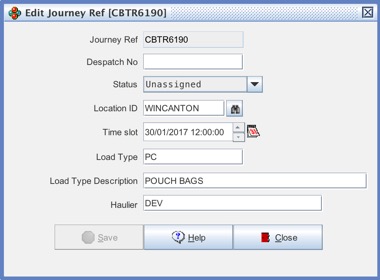 Edit Journey Ref [CBTR6190]
Journey Ref CBTR6190
Despatch No
Status Unassigned
Location ID WINCANTON
Time slot 30/01/2017 12:00:00
Load Type PC
Load Type Description POUCH BAGS
Haulier DEV
Save Help Close